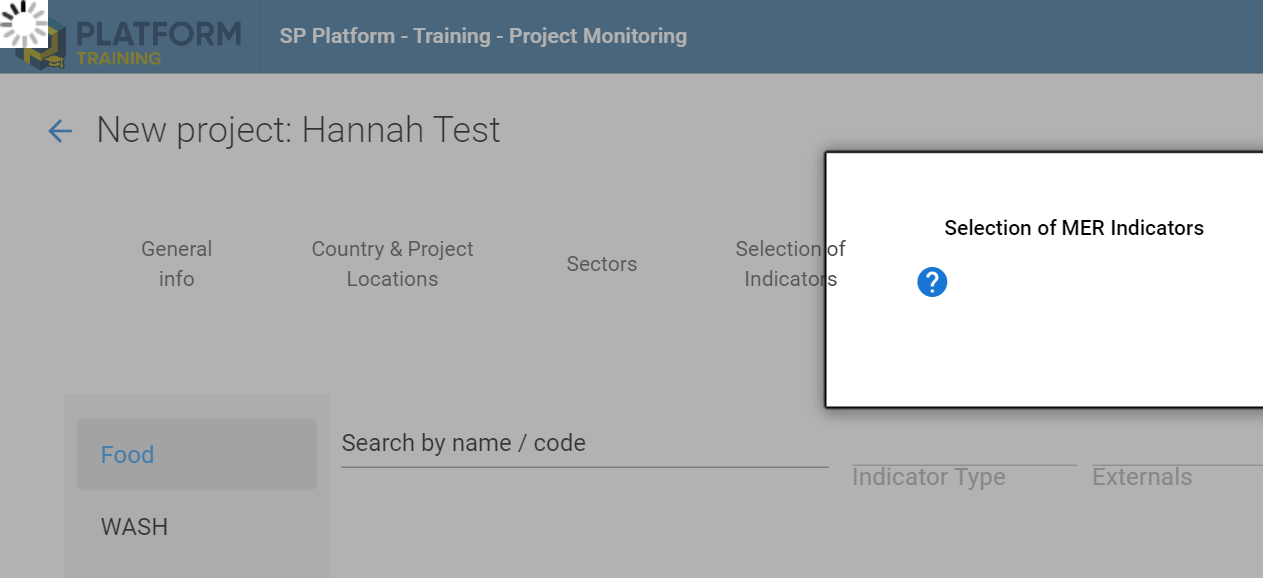 PLATFORM
TRAINING
SP Platform - Training - Project Monitoring
New project: Hannah Test
General
info
Country & Project
Locations
Sectors
Selection of
Indicators
Selection of MER Indicators
?
Food
WASH
Search by name / code
Indicator Type
Externals